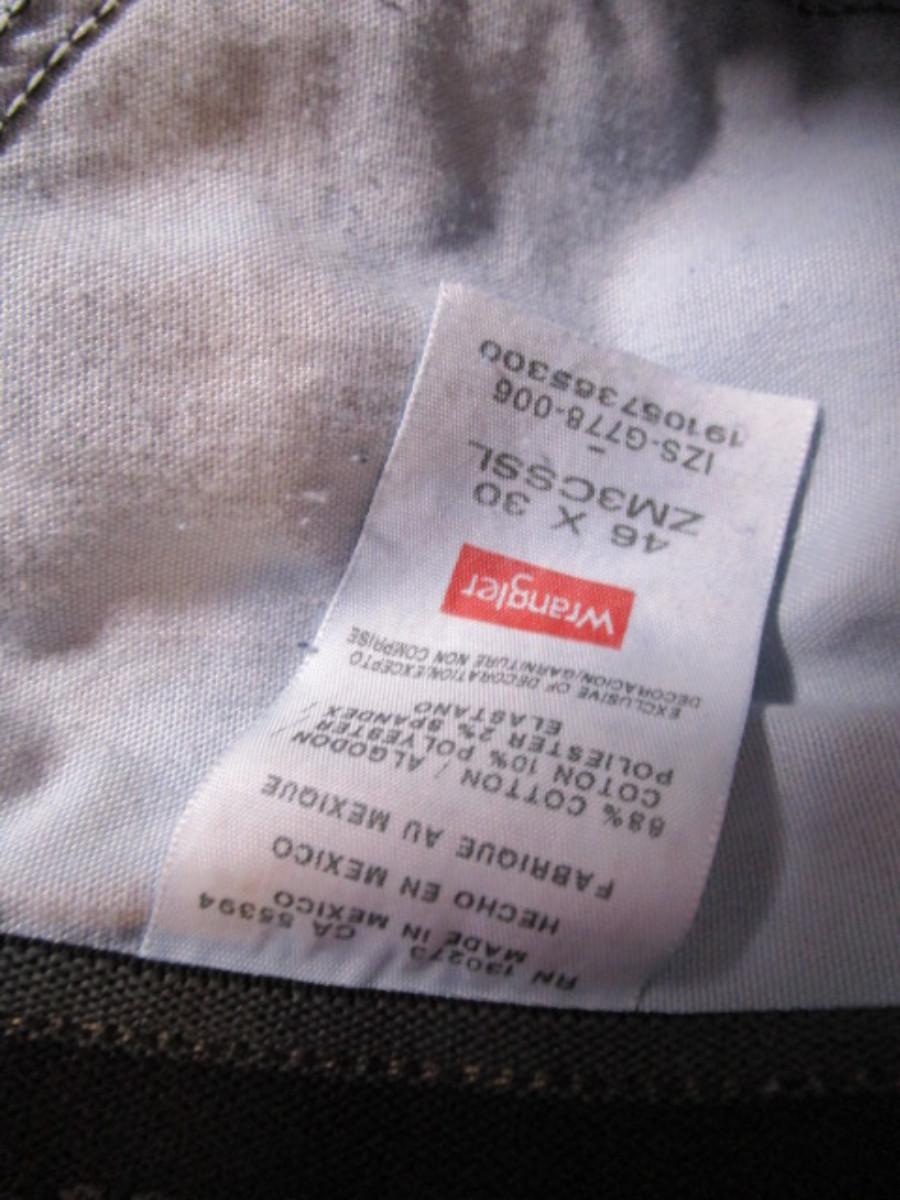 RN 130273 CA 55394
MADE IN MEXICO
HECHO EN MEXICO
FABRIQUE AU MEXIQUE
88% COTTON / ALGODON /
COTON 10% POLYESTER /
POLIESTER 2% SPANDEX /
ELASTANO
EXCLUSIVE OF DECORATION/EXCEPTO
DECORACION/GARNITURE NON COMPRISE
Wrangler
46 X 30
ZM3CSSL
-
IZS-G778-006
191057365300